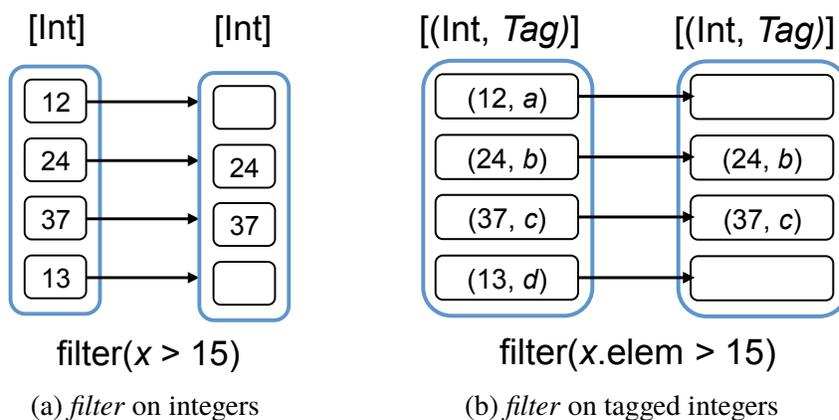 [Int] [Int] [(Int, Tag)] [(Int, Tag)]
12 (12, a)
24 24 (24, b) (24, b)
37 37 (37, c) (37, c)
13 (13, d)
filter(x > 15) filter(x.elem > 15)
(a) filter on integers (b) filter on tagged integers